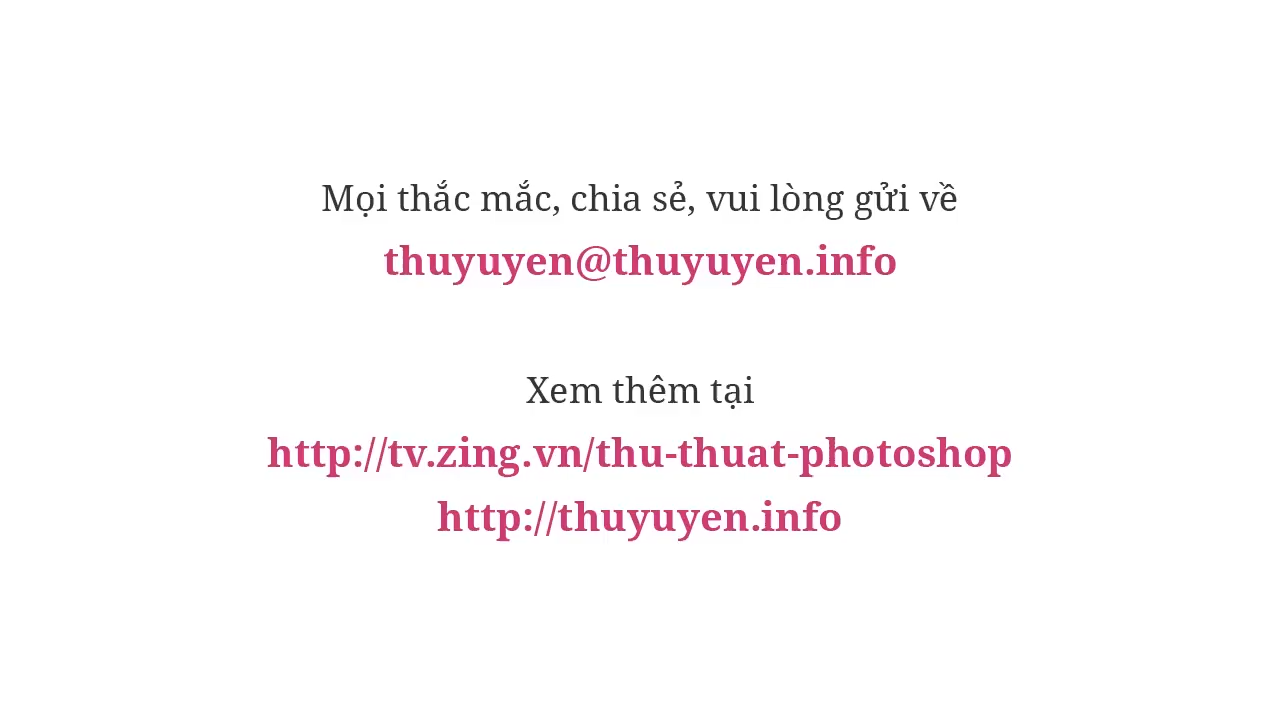 Mọi thắc mắc, chia sẻ, vui lòng gửi về
thuyuyen@thuyuyen.info
Xem thêm tại
http://tv.zing.vn/thu-thuat-photoshop
http://thuyuyen.info